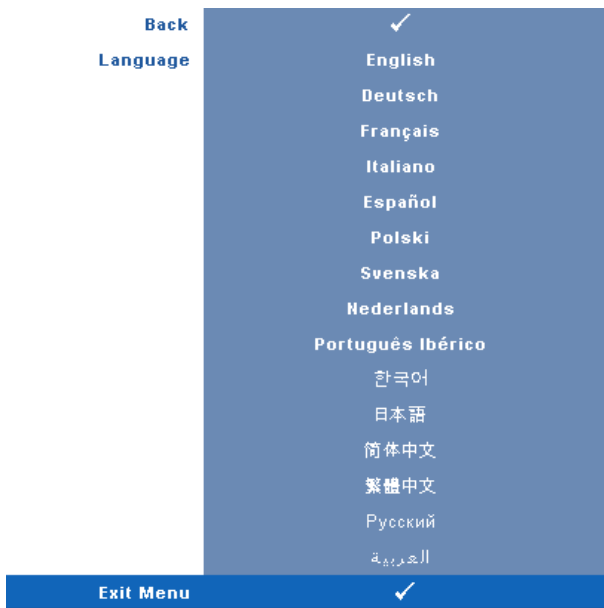 Back ✓
Language English
Deutsch
Français
Italiano
Español
Polski
Svenska
Nederlands
Português Ibérico
한국어
日本語
简体中文
繁體中文
Русский
العربية
Exit Menu ✓